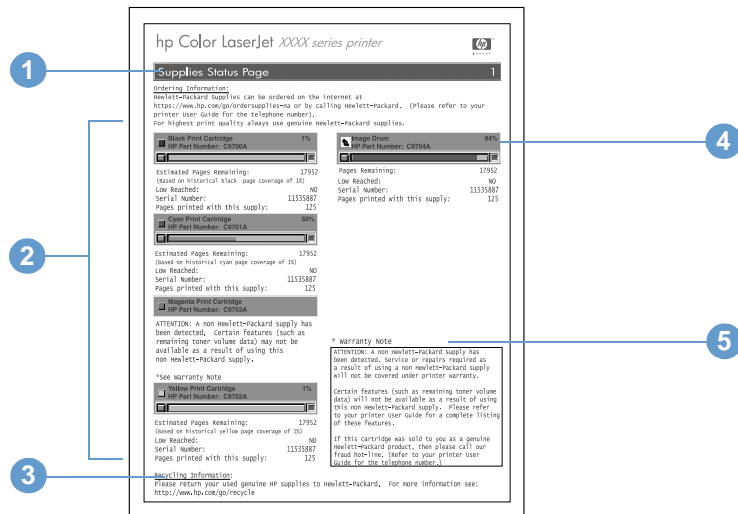 hp Color LaserJet XXXX series printer
hp
invent
1
Supplies Status Page 1
Ordering Information:
Hewlett-Packard Supplies can be ordered on the internet at
https://www.hp.com/go/ordersupplies-na or by calling Hewlett-Packard. (Please refer to your
printer User Guide for the telephone number).
For highest print quality always use genuine Hewlett-Packard supplies.
2
Black Print Cartridge 1%
HP Part Number: C9700A
Estimated Pages Remaining: 17952
(Based on historical black page coverage of 1%)
Low Reached: NO
Serial Number: 11535887
Pages printed with this supply: 125
Cyan Print Cartridge 50%
HP Part Number: C9701A
Estimated Pages Remaining: 17952
(Based on historical cyan page coverage of 1%)
Low Reached: NO
Serial Number: 11535887
Pages printed with this supply: 125
Magenta Print Cartridge
HP Part Number: C9703A
ATTENTION: A non Hewlett-Packard supply has
been detected, Certain features (such as
remaining toner volume data) may not be
available as a result of using this
non Hewlett-Packard supply.
*See Warranty Note
Yellow Print Cartridge 1%
HP Part Number: C9702A
Estimated Pages Remaining: 17952
(Based on historical yellow page coverage of 1%)
Low Reached: NO
Serial Number: 11535887
Pages printed with this supply: 125
4
Image Drum 94%
HP Part Number: C9704A
Pages Remaining: 17952
Low Reached: NO
Serial Number: 11535887
Pages printed with this supply: 125
5
* Warranty Note
ATTENTION: A non Hewlett-Packard supply has
been detected. Service or repairs required as
a result of using a non Hewlett-Packard supply
will not be covered under printer warranty.
Certain features (such as remaining toner volume
data) will not be available as a result of using
this non Hewlett-Packard supply. Please refer
to your printer User Guide for a complete listing
of these features.
If this cartridge was sold to you as a genuine
Hewlett-Packard product, then please call our
fraud hot-line. (Refer to your printer User
Guide for the telephone number.)
3
Recycling Information:
Please return your used genuine HP supplies to Hewlett-Packard. For more information see:
http://www.hp.com/go/recycle